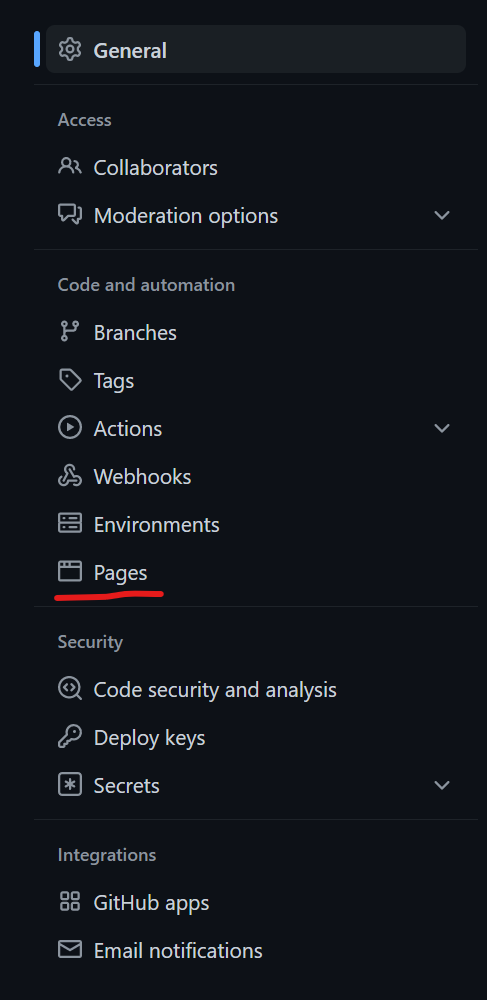 General
Access
Collaborators
Moderation options
Code and automation
Branches
Tags
Actions
Webhooks
Environments
Pages
Security
Code security and analysis
Deploy keys
Secrets
Integrations
GitHub apps
Email notifications